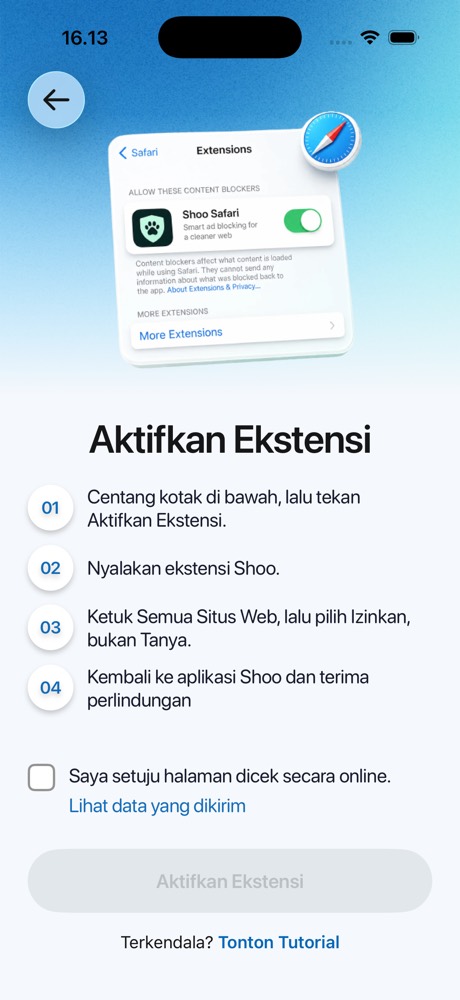 16.13
Safari
Extensions
ALLOW THESE CONTENT BLOCKERS
Shoo Safari
Smart ad blocking for
a cleaner web
Content blockers affect what content is loaded
while using Safari. They cannot send any
information about what was blocked back to
the app. About Extensions & Privacy...
MORE EXTENSIONS
More Extensions
Aktifkan Ekstensi
01
Centang kotak di bawah, lalu tekan
Aktifkan Ekstensi.
02
Nyalakan ekstensi Shoo.
03
Ketuk Semua Situs Web, lalu pilih Izinkan,
bukan Tanya.
04
Kembali ke aplikasi Shoo dan terima
perlindungan
Saya setuju halaman dicek secara online.
Lihat data yang dikirim
Aktifkan Ekstensi
Terkendala? Tonton Tutorial